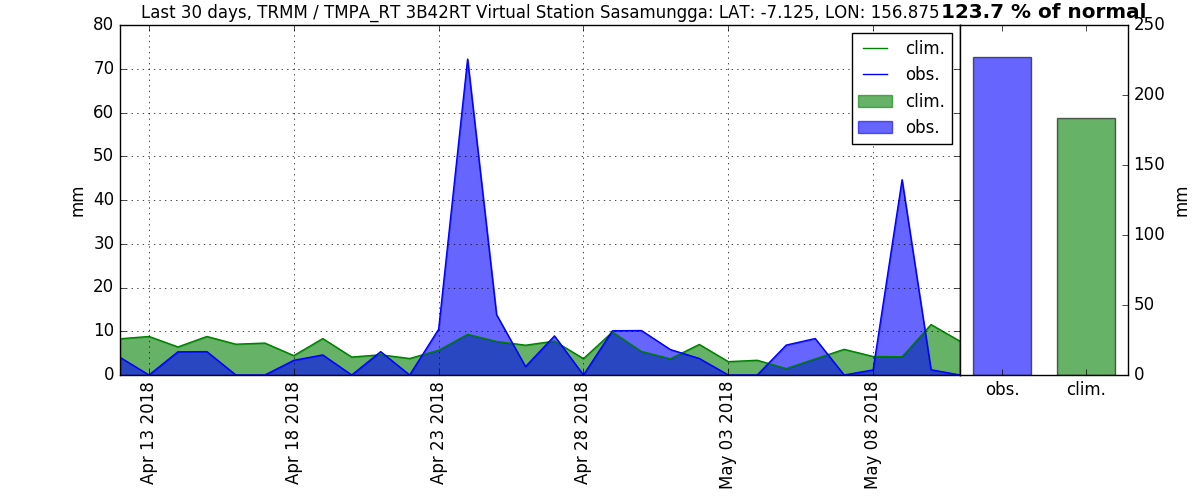 Last 30 days, TRMM / TMPA_RT 3B42RT Virtual Station Sasamungga: LAT: -7.125, LON: 156.875
123.7 % of normal
80
70
60
50
40
30
20
10
0
mm
clim.
obs.
clim.
obs.
Apr 13 2018
Apr 18 2018
Apr 23 2018
Apr 28 2018
May 03 2018
May 08 2018
250
200
150
100
50
0
mm
obs.
clim.